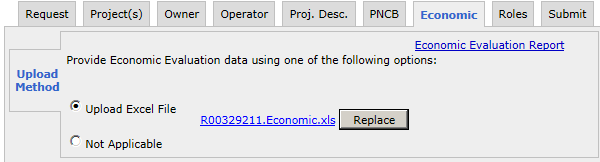 Request Project(s) Owner Operator Proj. Desc. PNCB Economic Roles Submit
Economic Evaluation Report
Provide Economic Evaluation data using one of the following options:
Upload
Method
Upload Excel File
R00329211.Economic.xls Replace
Not Applicable